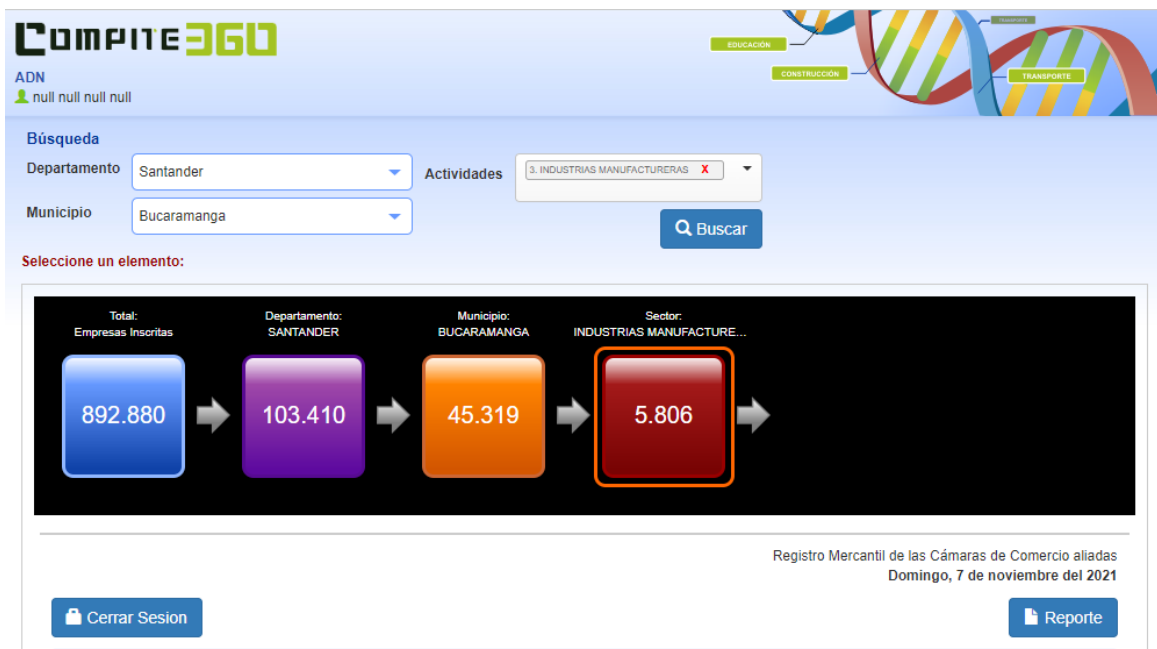 COMPITE360
ADN
null null null null
EDUCACIÓN
CONSTRUCCIÓN
TRANSPORTE
TRANSPORTE
Búsqueda
Departamento Santander Actividades 3. INDUSTRIAS MANUFACTURERAS X
Municipio Bucaramanga
Buscar
Seleccione un elemento:
Total: Departamento: Municipio: Sector:
Empresas Inscritas SANTANDER BUCARAMANGA INDUSTRIAS MANUFACTURE...
892.880 103.410 45.319 5.806
Registro Mercantil de las Cámaras de Comercio aliadas
Domingo, 7 de noviembre del 2021
Cerrar Sesion Reporte